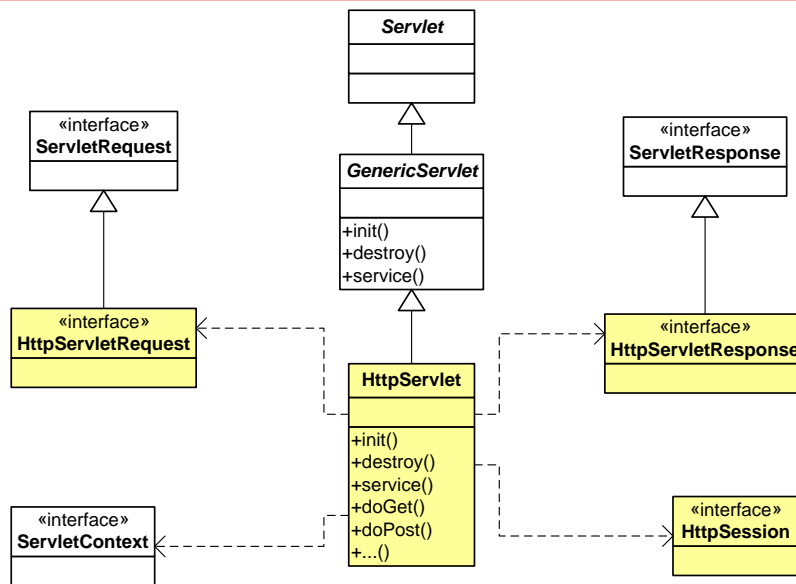 Servlet
«interface»
ServletRequest
GenericServlet
+init()
+destroy()
+service()
«interface»
ServletResponse
«interface»
HttpServletRequest
«interface»
HttpServletResponse
HttpServlet
+init()
+destroy()
+service()
+doGet()
+doPost()
+...()
«interface»
ServletContext
«interface»
HttpSession